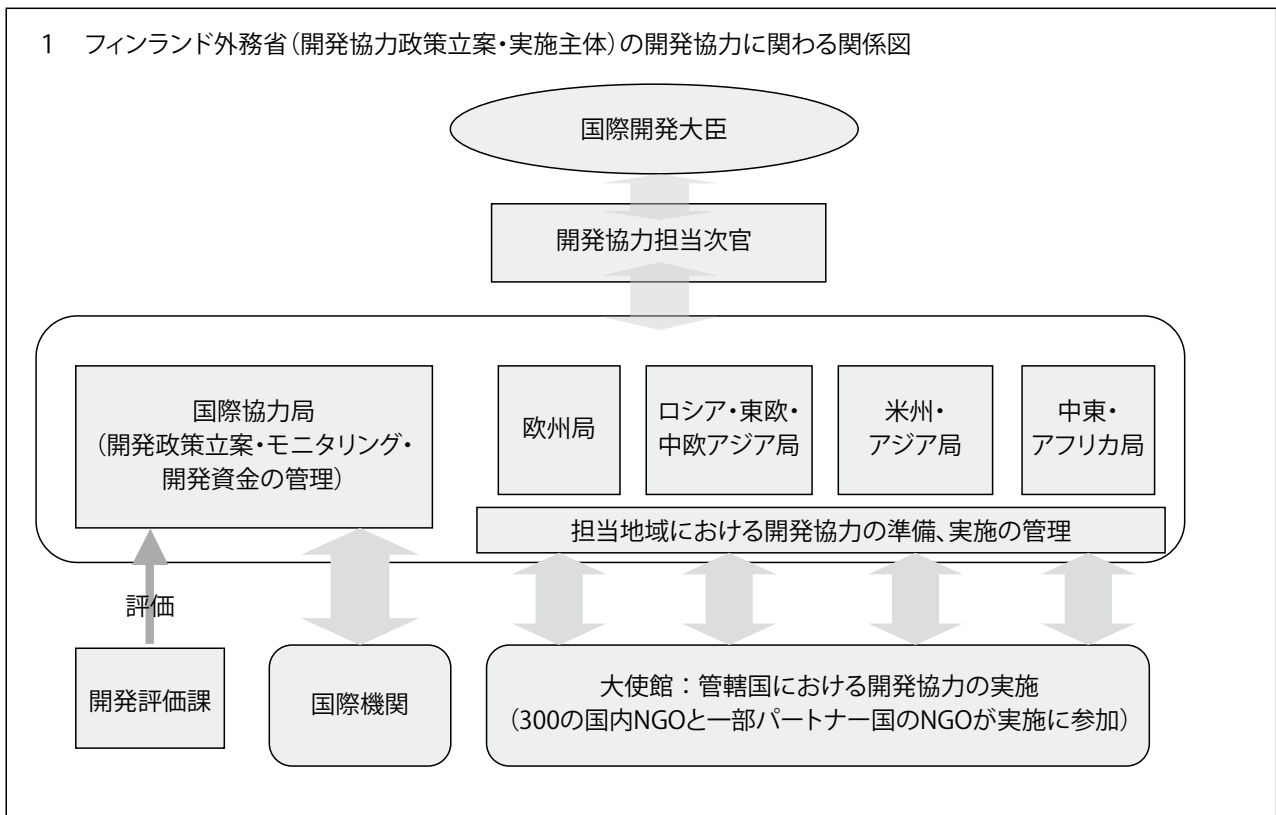 1 フィンランド外務省（開発協力政策立案・実施主体）の開発協力に関わる関係図
国際開発大臣
開発協力担当次官
国際協力局
（開発政策立案・モニタリング・
開発資金の管理）
欧州局
ロシア・東欧・
中欧アジア局
米州・
アジア局
中東・
アフリカ局
担当地域における開発協力の準備、実施の管理
評価
開発評価課
国際機関
大使館：管轄国における開発協力の実施
（300の国内NGOと一部パートナー国のNGOが実施に参加）